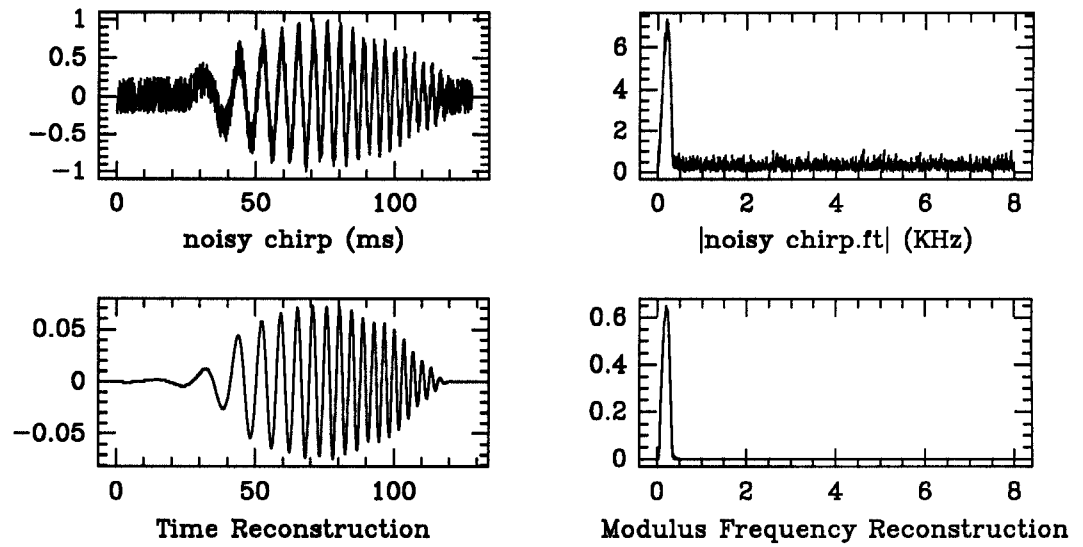 1
0.5
0
−0.5
−1
0 50 100
noisy chirp (ms)
6
4
2
0
0 2 4 6 8
|noisy chirp.ft| (KHz)
0.05
0
−0.05
0 50 100
Time Reconstruction
0.6
0.4
0.2
0
0 2 4 6 8
Modulus Frequency Reconstruction